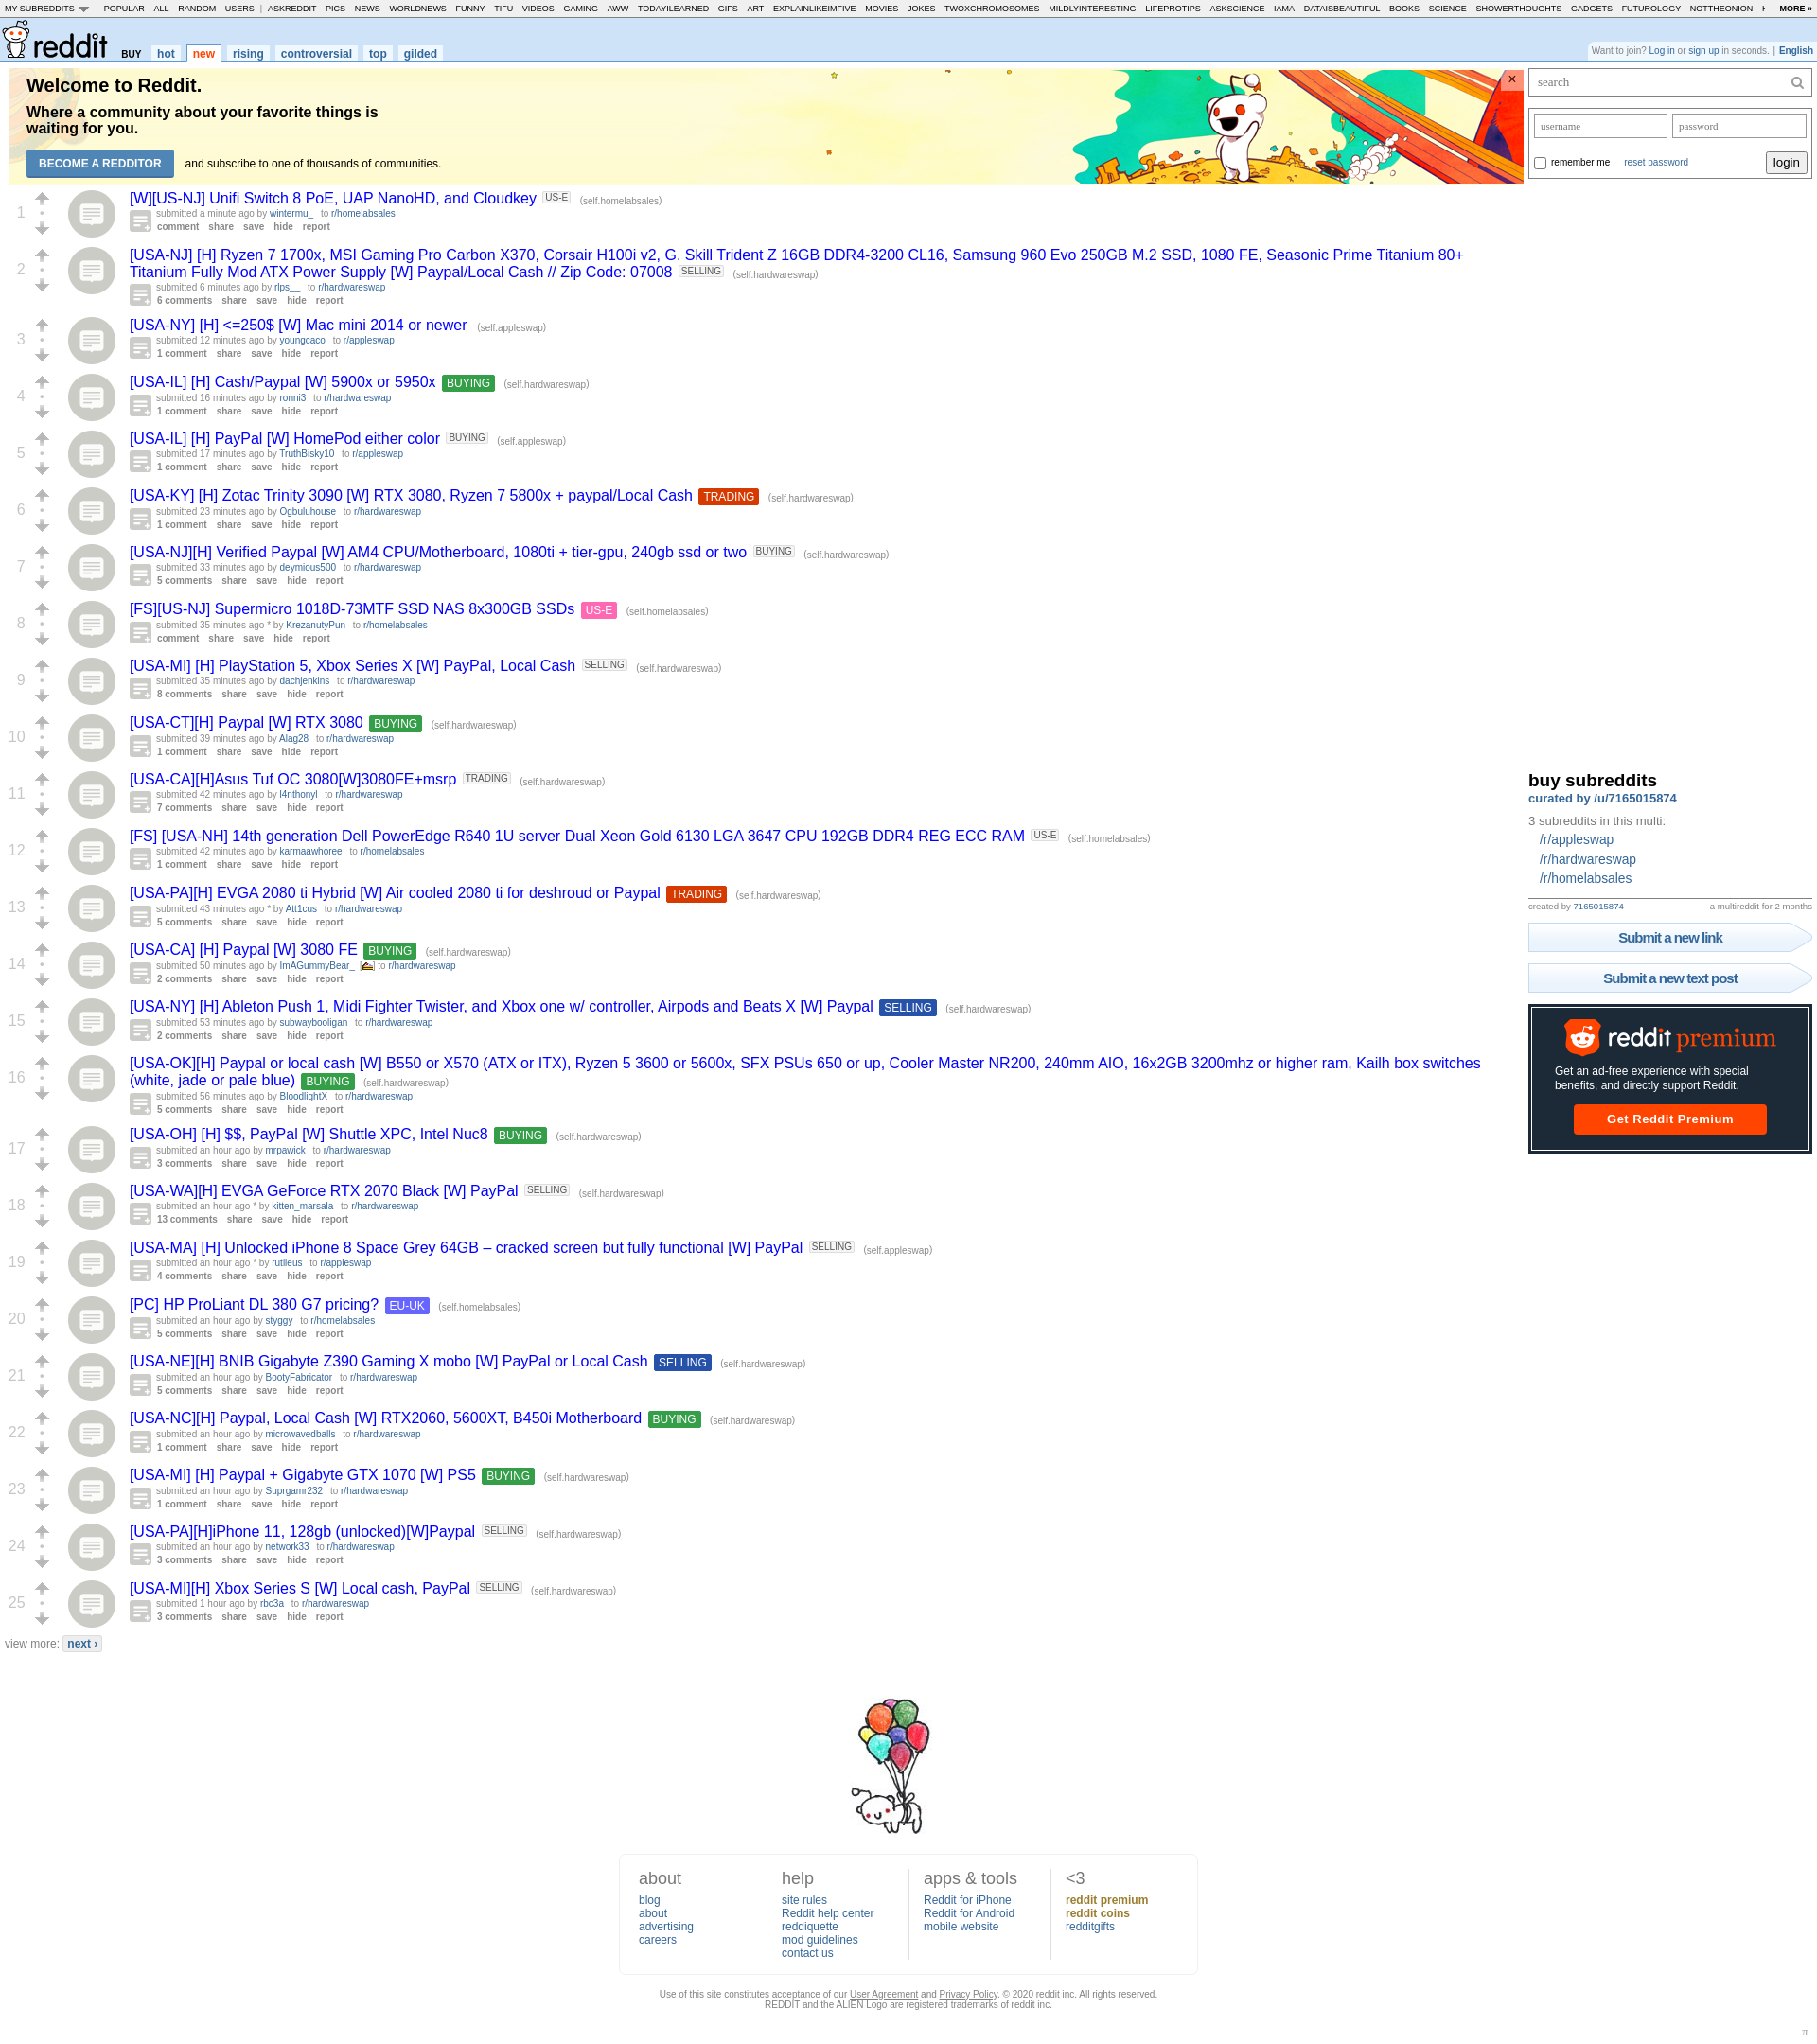 MY SUBREDDITS POPULAR - ALL - RANDOM - USERS | ASKREDDIT - PICS - NEWS - WORLDNEWS - FUNNY - TIFU - VIDEOS - GAMING - AWW - TODAYILEARNED - GIFS - ART - EXPLAINLIKEIMFIVE - MOVIES - JOKES - TWOXCHROMOSOMES - MILDLYINTERESTING - LIFEPROTIPS - ASKSCIENCE - IAMA - DATAISBEAUTIFUL - BOOKS - SCIENCE - SHOWERTHOUGHTS - GADGETS - FUTUROLOGY - NOTTHEONION - MORE »
reddit BUY hot new rising controversial top gilded
Want to join? Log in or sign up in seconds. | English
Welcome to Reddit.
Where a community about your favorite things is
waiting for you.
BECOME A REDDITOR and subscribe to one of thousands of communities.
×
search
username password
remember me reset password login
1
[W][US-NJ] Unifi Switch 8 PoE, UAP NanoHD, and Cloudkey US-E (self.homelabsales)
submitted a minute ago by wintermu_ to r/homelabsales
comment share save hide report
2
[USA-NJ] [H] Ryzen 7 1700x, MSI Gaming Pro Carbon X370, Corsair H100i v2, G. Skill Trident Z 16GB DDR4-3200 CL16, Samsung 960 Evo 250GB M.2 SSD, 1080 FE, Seasonic Prime Titanium 80+
Titanium Fully Mod ATX Power Supply [W] Paypal/Local Cash // Zip Code: 07008 SELLING (self.hardwareswap)
submitted 6 minutes ago by rlps__ to r/hardwareswap
6 comments share save hide report
3
[USA-NY] [H] <=250$ [W] Mac mini 2014 or newer (self.appleswap)
submitted 12 minutes ago by youngcaco to r/appleswap
1 comment share save hide report
4
[USA-IL] [H] Cash/Paypal [W] 5900x or 5950x BUYING (self.hardwareswap)
submitted 16 minutes ago by ronni3 to r/hardwareswap
1 comment share save hide report
5
[USA-IL] [H] PayPal [W] HomePod either color BUYING (self.appleswap)
submitted 17 minutes ago by TruthBisky10 to r/appleswap
1 comment share save hide report
6
[USA-KY] [H] Zotac Trinity 3090 [W] RTX 3080, Ryzen 7 5800x + paypal/Local Cash TRADING (self.hardwareswap)
submitted 23 minutes ago by Ogbuluhouse to r/hardwareswap
1 comment share save hide report
7
[USA-NJ][H] Verified Paypal [W] AM4 CPU/Motherboard, 1080ti + tier-gpu, 240gb ssd or two BUYING (self.hardwareswap)
submitted 33 minutes ago by deymious500 to r/hardwareswap
5 comments share save hide report
8
[FS][US-NJ] Supermicro 1018D-73MTF SSD NAS 8x300GB SSDs US-E (self.homelabsales)
submitted 35 minutes ago * by KrezanutyPun to r/homelabsales
comment share save hide report
9
[USA-MI] [H] PlayStation 5, Xbox Series X [W] PayPal, Local Cash SELLING (self.hardwareswap)
submitted 35 minutes ago by dachjenkins to r/hardwareswap
8 comments share save hide report
10
[USA-CT][H] Paypal [W] RTX 3080 BUYING (self.hardwareswap)
submitted 39 minutes ago by Alag28 to r/hardwareswap
1 comment share save hide report
11
[USA-CA][H]Asus Tuf OC 3080[W]3080FE+msrp TRADING (self.hardwareswap)
submitted 42 minutes ago by l4nthonyl to r/hardwareswap
7 comments share save hide report
12
[FS] [USA-NH] 14th generation Dell PowerEdge R640 1U server Dual Xeon Gold 6130 LGA 3647 CPU 192GB DDR4 REG ECC RAM US-E (self.homelabsales)
submitted 42 minutes ago by karmaawhoree to r/homelabsales
1 comment share save hide report
13
[USA-PA][H] EVGA 2080 ti Hybrid [W] Air cooled 2080 ti for deshroud or Paypal TRADING (self.hardwareswap)
submitted 43 minutes ago * by Att1cus to r/hardwareswap
5 comments share save hide report
14
[USA-CA] [H] Paypal [W] 3080 FE BUYING (self.hardwareswap)
submitted 50 minutes ago by ImAGummyBear_ [] to r/hardwareswap
2 comments share save hide report
15
[USA-NY] [H] Ableton Push 1, Midi Fighter Twister, and Xbox one w/ controller, Airpods and Beats X [W] Paypal SELLING (self.hardwareswap)
submitted 53 minutes ago by subwaybooligan to r/hardwareswap
2 comments share save hide report
16
[USA-OK][H] Paypal or local cash [W] B550 or X570 (ATX or ITX), Ryzen 5 3600 or 5600x, SFX PSUs 650 or up, Cooler Master NR200, 240mm AIO, 16x2GB 3200mhz or higher ram, Kailh box switches
(white, jade or pale blue) BUYING (self.hardwareswap)
submitted 56 minutes ago by BloodlightX to r/hardwareswap
5 comments share save hide report
17
[USA-OH] [H] $$, PayPal [W] Shuttle XPC, Intel Nuc8 BUYING (self.hardwareswap)
submitted an hour ago by mrpawick to r/hardwareswap
3 comments share save hide report
18
[USA-WA][H] EVGA GeForce RTX 2070 Black [W] PayPal SELLING (self.hardwareswap)
submitted an hour ago * by kitten_marsala to r/hardwareswap
13 comments share save hide report
19
[USA-MA] [H] Unlocked iPhone 8 Space Grey 64GB – cracked screen but fully functional [W] PayPal SELLING (self.appleswap)
submitted an hour ago * by rutileus to r/appleswap
4 comments share save hide report
20
[PC] HP ProLiant DL 380 G7 pricing? EU-UK (self.homelabsales)
submitted an hour ago by styggy to r/homelabsales
5 comments share save hide report
21
[USA-NE][H] BNIB Gigabyte Z390 Gaming X mobo [W] PayPal or Local Cash SELLING (self.hardwareswap)
submitted an hour ago by BootyFabricator to r/hardwareswap
5 comments share save hide report
22
[USA-NC][H] Paypal, Local Cash [W] RTX2060, 5600XT, B450i Motherboard BUYING (self.hardwareswap)
submitted an hour ago by microwavedballs to r/hardwareswap
1 comment share save hide report
23
[USA-MI] [H] Paypal + Gigabyte GTX 1070 [W] PS5 BUYING (self.hardwareswap)
submitted an hour ago by Suprgamr232 to r/hardwareswap
1 comment share save hide report
24
[USA-PA][H]iPhone 11, 128gb (unlocked)[W]Paypal SELLING (self.hardwareswap)
submitted an hour ago by network33 to r/hardwareswap
3 comments share save hide report
25
[USA-MI][H] Xbox Series S [W] Local cash, PayPal SELLING (self.hardwareswap)
submitted 1 hour ago by rbc3a to r/hardwareswap
3 comments share save hide report
view more: next ›
buy subreddits
curated by /u/7165015874
3 subreddits in this multi:
/r/appleswap
/r/hardwareswap
/r/homelabsales
created by 7165015874 a multireddit for 2 months
Submit a new link
Submit a new text post
reddit premium
Get an ad-free experience with special
benefits, and directly support Reddit.
Get Reddit Premium
about
blog
about
advertising
careers
help
site rules
Reddit help center
reddiquette
mod guidelines
contact us
apps & tools
Reddit for iPhone
Reddit for Android
mobile website
<3
reddit premium
reddit coins
redditgifts
Use of this site constitutes acceptance of our User Agreement and Privacy Policy. © 2020 reddit inc. All rights reserved.
REDDIT and the ALIEN Logo are registered trademarks of reddit inc.
π